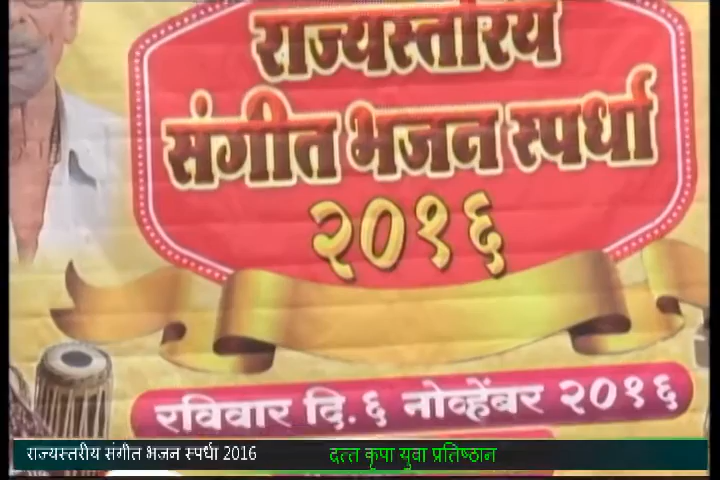 राज्यस्तरीय
संगीत भजन स्पर्धा
२०१६
रविवार दि. ६ नोव्हेंबर २०१६
राज्यस्तरीय संगीत भजन स्पर्धा 2016
दत्त कृपा युवा प्रतिष्ठान